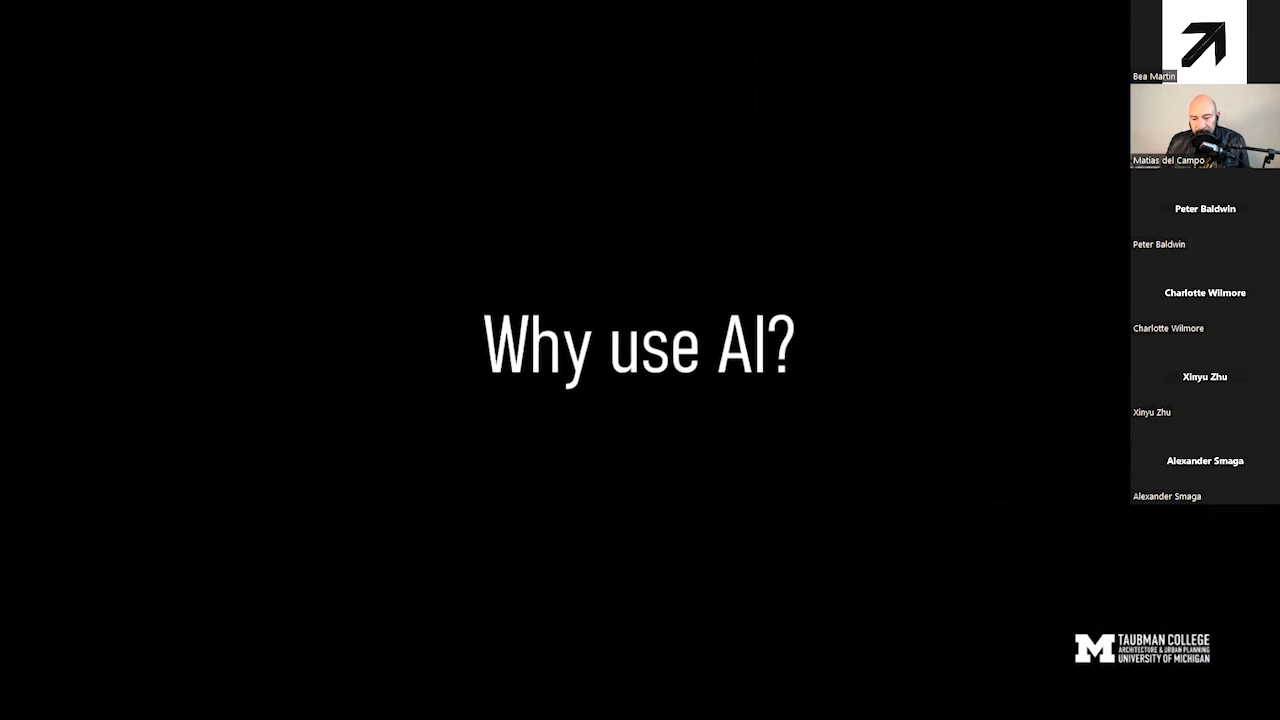 Why use AI?
Bea Martin
Matias del Campo
Peter Baldwin
Peter Baldwin
Charlotte Wilmore
Charlotte Wilmore
Xinyu Zhu
Xinyu Zhu
Alexander Smaga
Alexander Smaga
M
TAUBMAN COLLEGE
ARCHITECTURE & URBAN PLANNING
UNIVERSITY OF MICHIGAN